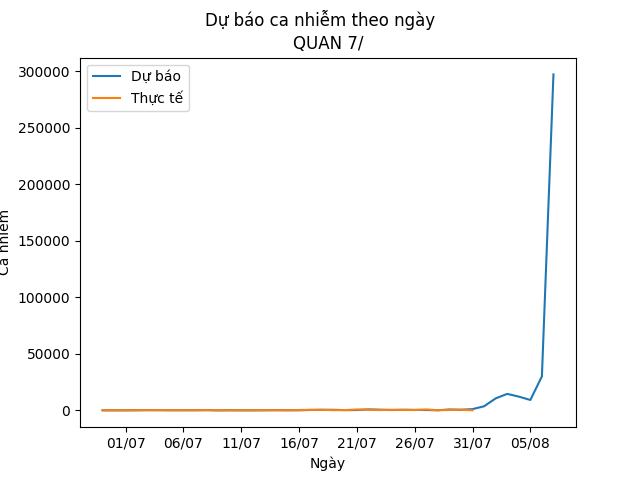 Dự báo ca nhiễm theo ngày
QUAN 7/
Dự báo
Thực tế
300000
250000
200000
150000
100000
50000
0
Ca nhiễm
01/07 06/07 11/07 16/07 21/07 26/07 31/07 05/08
Ngày